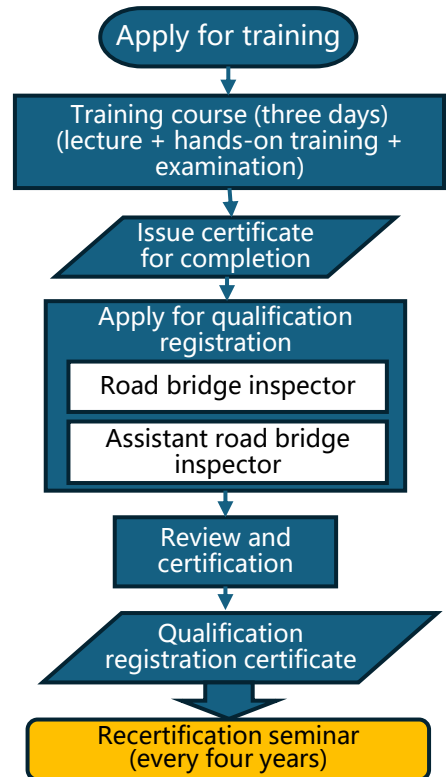 Apply for training
Training course (three days)
(lecture + hands-on training +
examination)
Issue certificate
for completion
Apply for qualification
registration
Road bridge inspector
Assistant road bridge
inspector
Review and
certification
Qualification
registration certificate
Recertification seminar
(every four years)